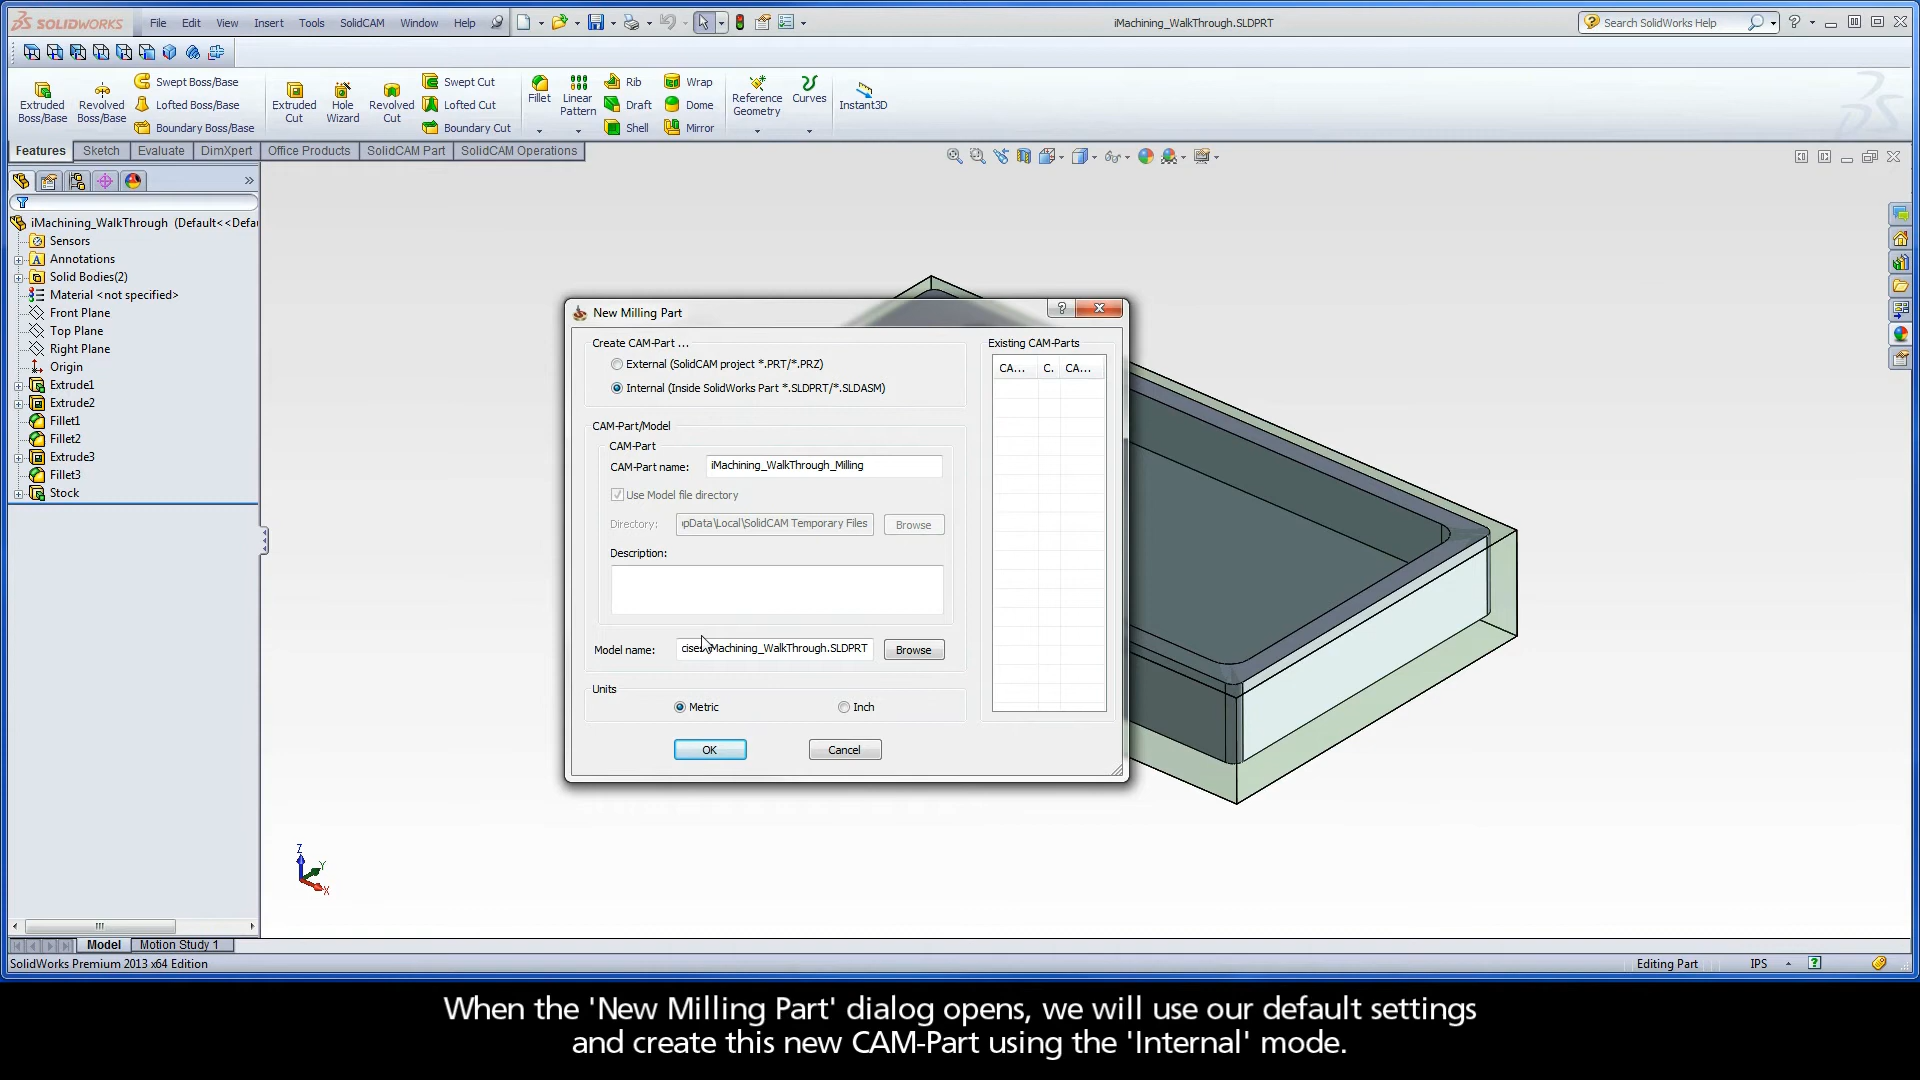 SOLIDWORKS
File Edit View Insert Tools SolidCAM Window Help
iMachining_WalkThrough.SLDPRT
Search SolidWorks Help
Extruded
Boss/Base
Revolved
Boss/Base
Swept Boss/Base
Lofted Boss/Base
Boundary Boss/Base
Extruded
Cut
Hole
Wizard
Revolved
Cut
Swept Cut
Lofted Cut
Boundary Cut
Fillet
Linear
Pattern
Rib
Draft
Shell
Wrap
Dome
Mirror
Reference
Geometry
Curves
Instant3D
Features Sketch Evaluate DimXpert Office Products SolidCAM Part SolidCAM Operations
iMachining_WalkThrough (Default<<Defau
Sensors
Annotations
Solid Bodies(2)
Material <not specified>
Front Plane
Top Plane
Right Plane
Origin
Extrude1
Extrude2
Fillet1
Fillet2
Extrude3
Fillet3
Stock
New Milling Part
Create CAM-Part ...
External (SolidCAM project *.PRT/*.PRZ)
Internal (Inside SolidWorks Part *.SLDPRT/*.SLDASM)
CAM-Part/Model
CAM-Part
CAM-Part name: iMachining_WalkThrough_Milling
Use Model file directory
Directory: pData\Local\SolidCAM Temporary Files Browse
Description:
Model name: Machining_WalkThrough.SLDPRT Browse
Units
Metric Inch
OK Cancel
Existing CAM-Parts
CA... C. CA...
Z
Y
X
Model Motion Study 1
SolidWorks Premium 2013 x64 Edition
Editing Part IPS
When the 'New Milling Part' dialog opens, we will use our default settings
and create this new CAM-Part using the 'Internal' mode.